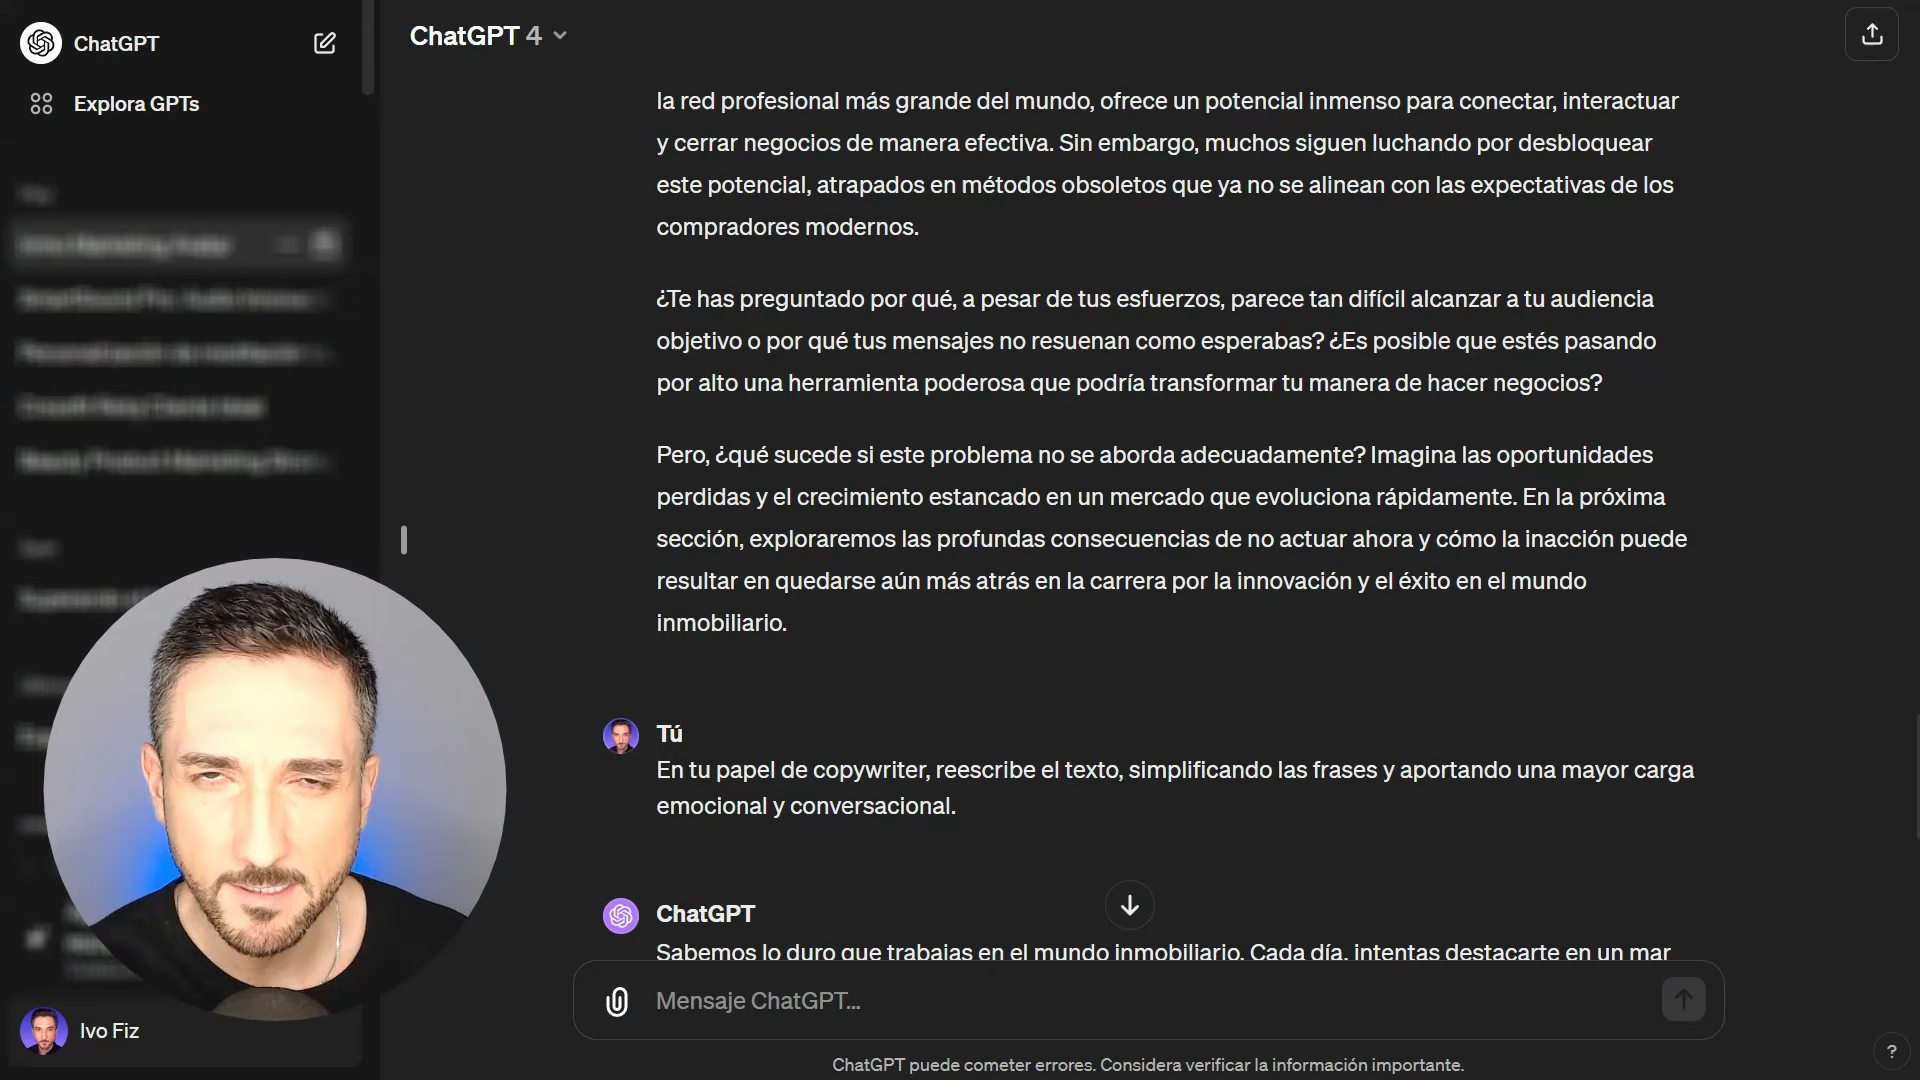 ChatGPT
Explora GPTs
ChatGPT 4
la red profesional más grande del mundo, ofrece un potencial inmenso para conectar, interactuar
y cerrar negocios de manera efectiva. Sin embargo, muchos siguen luchando por desbloquear
este potencial, atrapados en métodos obsoletos que ya no se alinean con las expectativas de los
compradores modernos.
¿Te has preguntado por qué, a pesar de tus esfuerzos, parece tan difícil alcanzar a tu audiencia
objetivo o por qué tus mensajes no resuenan como esperabas? ¿Es posible que estés pasando
por alto una herramienta poderosa que podría transformar tu manera de hacer negocios?
Pero, ¿qué sucede si este problema no se aborda adecuadamente? Imagina las oportunidades
perdidas y el crecimiento estancado en un mercado que evoluciona rápidamente. En la próxima
sección, exploraremos las profundas consecuencias de no actuar ahora y cómo la inacción puede
resultar en quedarse aún más atrás en la carrera por la innovación y el éxito en el mundo
inmobiliario.
Tú
En tu papel de copywriter, reescribe el texto, simplificando las frases y aportando una mayor carga
emocional y conversacional.
ChatGPT
Sabemos lo duro que trabajas en el mundo inmobiliario. Cada día, intentas destacarte en un mar
Mensaje ChatGPT...
Ivo Fiz
ChatGPT puede cometer errores. Considera verificar la información importante.
?